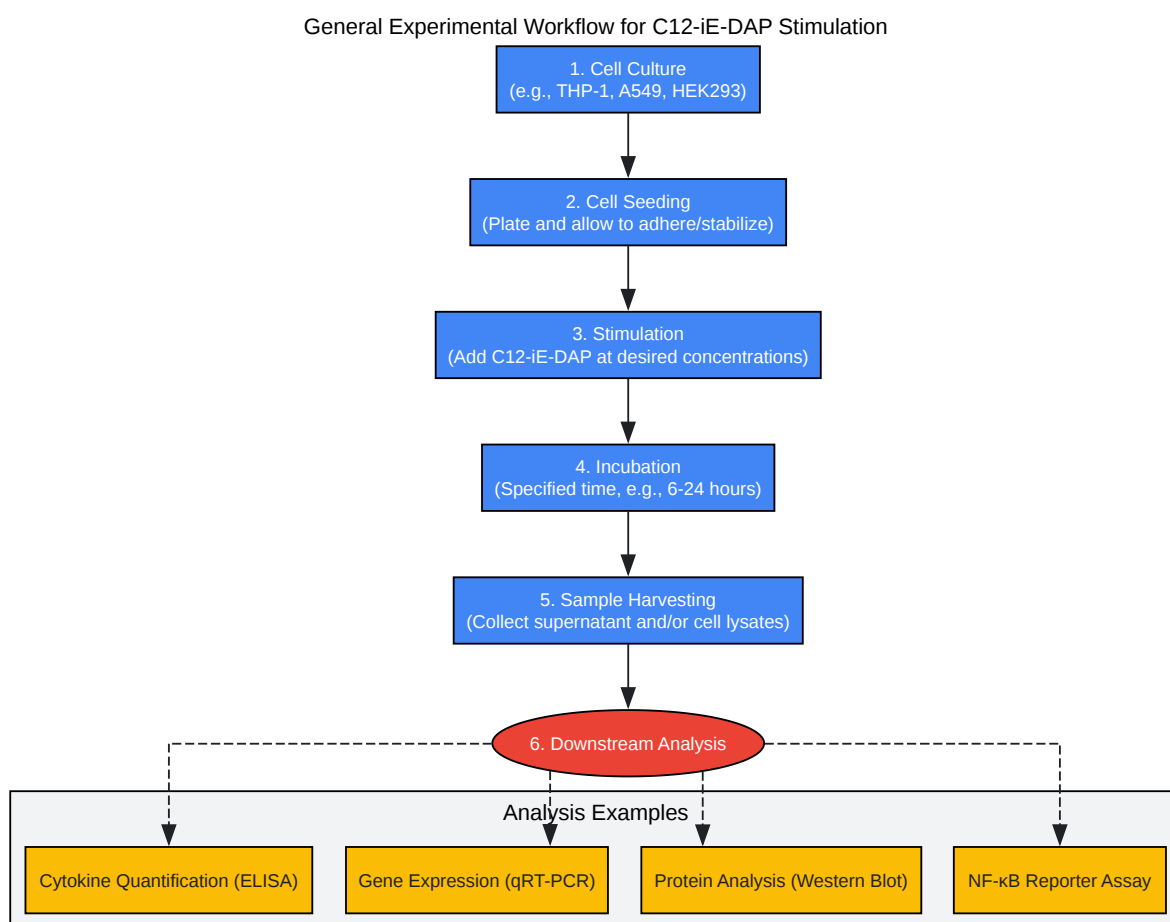 General Experimental Workflow for C12-iE-DAP Stimulation
1. Cell Culture
(e.g., THP-1, A549, HEK293)
2. Cell Seeding
(Plate and allow to adhere/stabilize)
3. Stimulation
(Add C12-iE-DAP at desired concentrations)
4. Incubation
(Specified time, e.g., 6-24 hours)
5. Sample Harvesting
(Collect supernatant and/or cell lysates)
6. Downstream Analysis
Analysis Examples
Cytokine Quantification (ELISA)
Gene Expression (qRT-PCR)
Protein Analysis (Western Blot)
NF-κB Reporter Assay